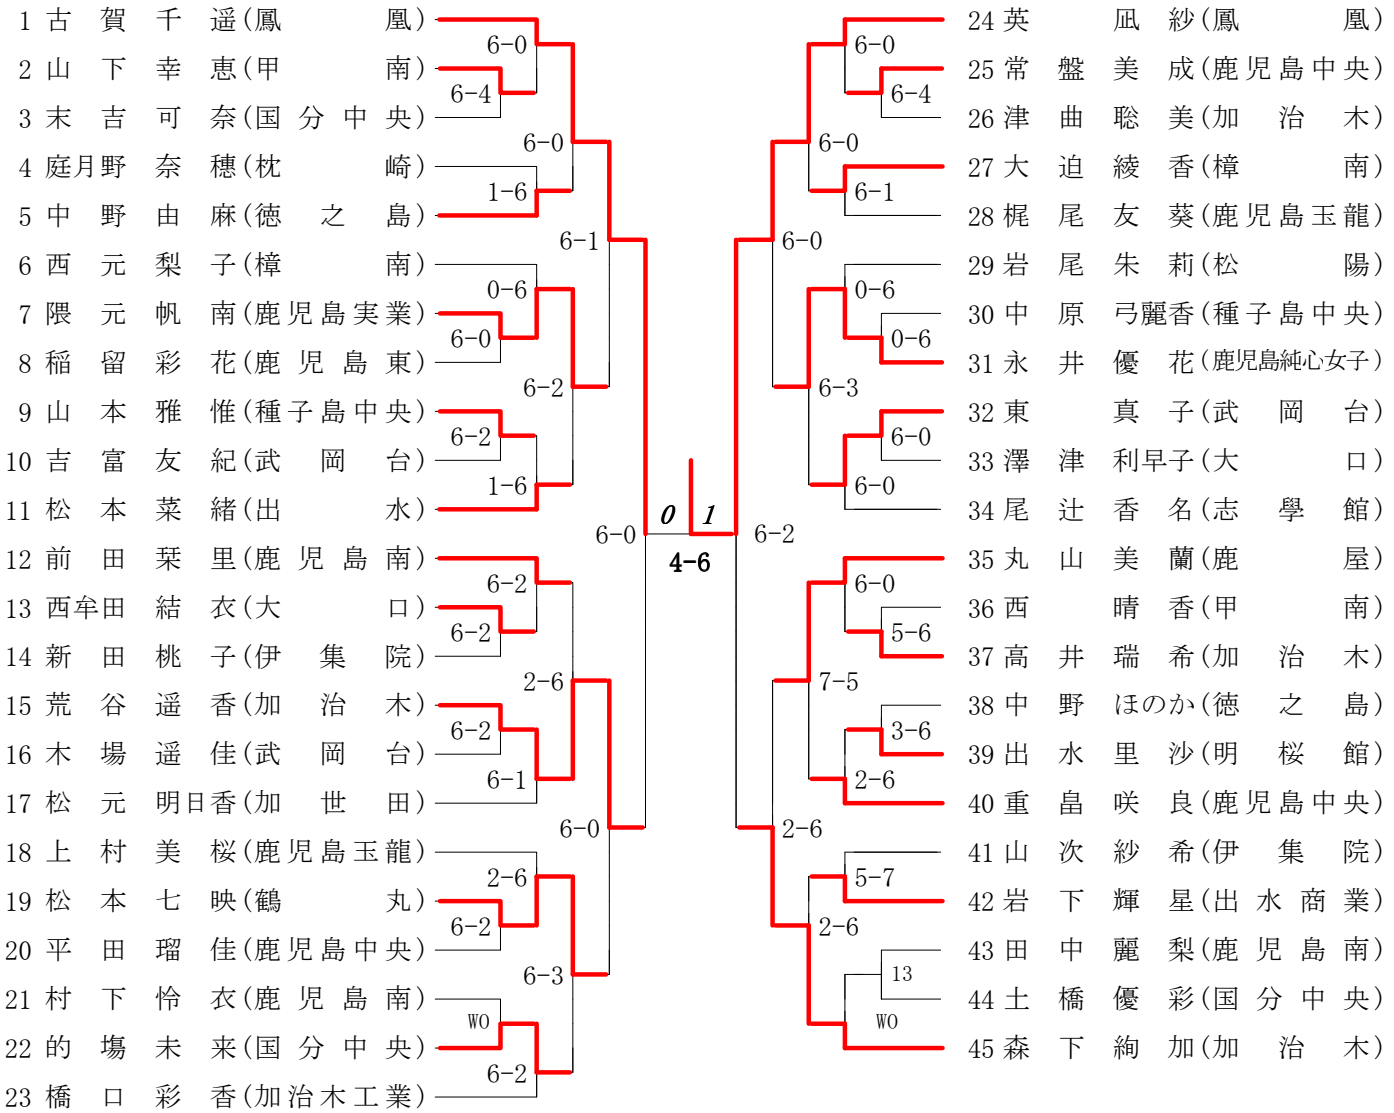 1 古賀千遥(鳳凰)
2 山下幸恵(甲南)
3 末吉可奈(国分中央)
4 庭月野奈穂(枕崎)
5 中野由麻(徳之島)
6 西元梨子(樟南)
7 隈元帆南(鹿児島実業)
8 稲留彩花(鹿児島東)
9 山本雅惟(種子島中央)
10 吉富友紀(武岡台)
11 松本菜緒(出水)
12 前田栞里(鹿児島南)
13 西牟田結衣(大口)
14 新田桃子(伊集院)
15 荒谷遥香(加治木)
16 木場遥佳(武岡台)
17 松元明日香(加世田)
18 上村美桜(鹿児島玉龍)
19 松本七映(鶴丸)
20 平田瑠佳(鹿児島中央)
21 村下怜衣(鹿児島南)
22 的塲未来(国分中央)
23 橋口彩香(加治木工業)
6-0
6-4
6-0
1-6
6-1
0-6
6-0
6-2
6-2
1-6
6-0
6-2
6-2
2-6
6-2
6-1
6-0
2-6
6-2
6-3
WO
6-2
0 1
4-6
24 英凪紗(鳳凰)
25 常盤美成(鹿児島中央)
26 津曲聡美(加治木)
27 大迫綾香(樟南)
28 梶尾友葵(鹿児島玉龍)
29 岩尾朱莉(松陽)
30 中原弓麗香(種子島中央)
31 永井優花(鹿児島純心女子)
32 東真子(武岡台)
33 澤津利早子(大口)
34 尾辻香名(志學館)
35 丸山美蘭(鹿屋)
36 西晴香(甲南)
37 高井瑞希(加治木)
38 中野ほのか(徳之島)
39 出水里沙(明桜館)
40 重畠咲良(鹿児島中央)
41 山次紗希(伊集院)
42 岩下輝星(出水商業)
43 田中麗梨(鹿児島南)
44 土橋優彩(国分中央)
45 森下絢加(加治木)
6-0
6-4
6-0
6-1
6-0
0-6
0-6
6-3
6-0
6-0
6-2
6-0
5-6
7-5
3-6
2-6
2-6
5-7
2-6
13
WO